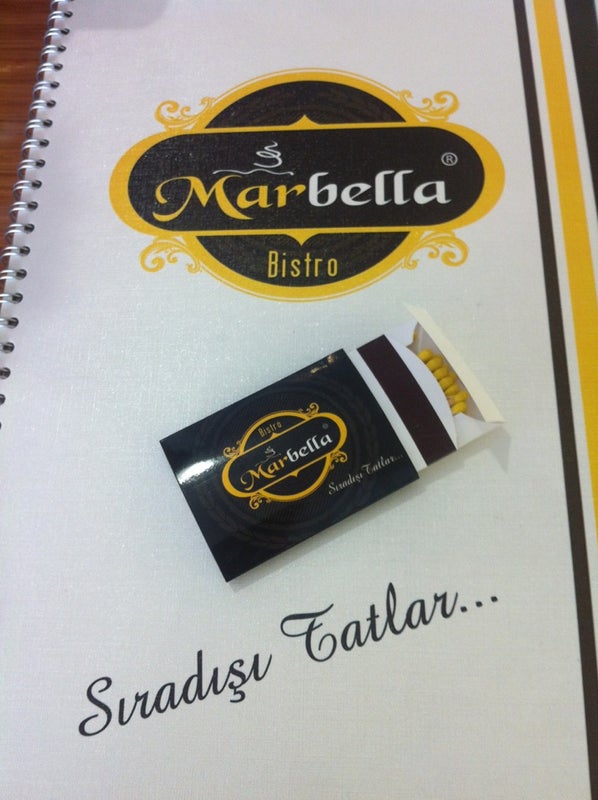 Marbella ®
Bistro
Bistro
Marbella ®
Sıradışı Tatlar...
Sıradışı Tatlar...